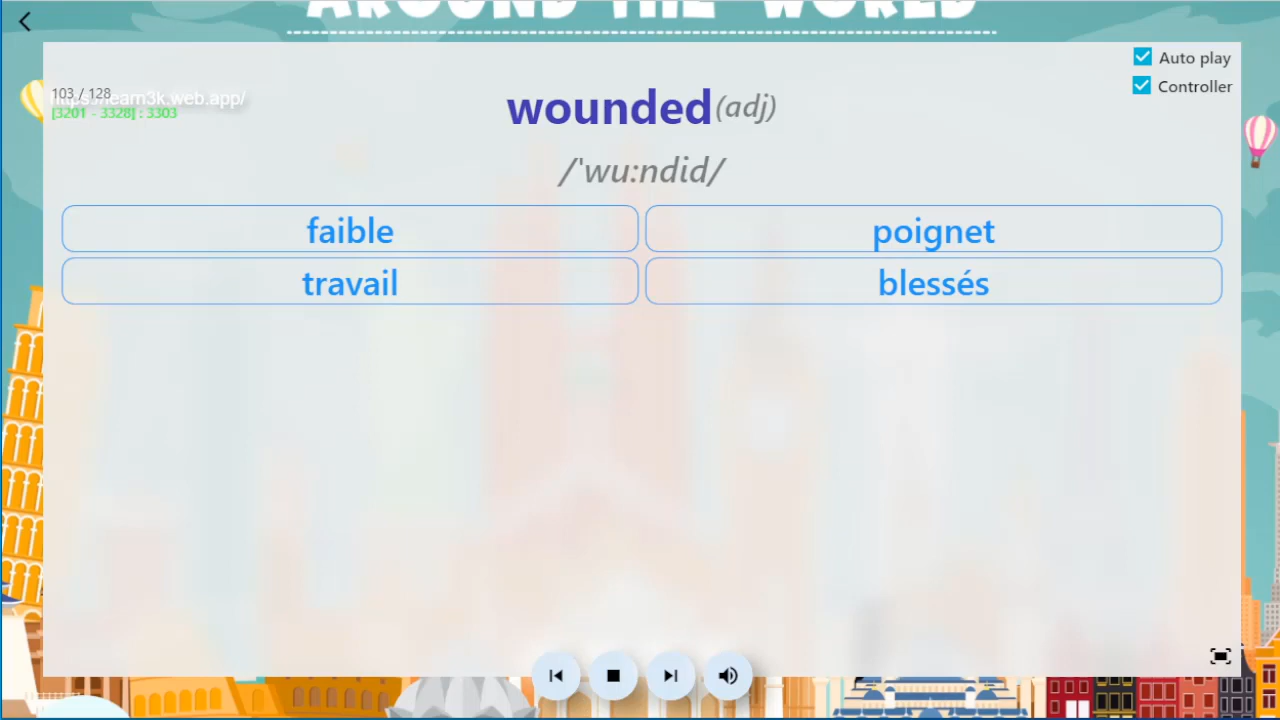 AROUND THE WORLD
Auto play
Controller
103 / 128
https://learn3k.web.app/
[3201 - 3328] : 3303
wounded(adj)
/'wu:ndid/
faible
poignet
travail
blessés